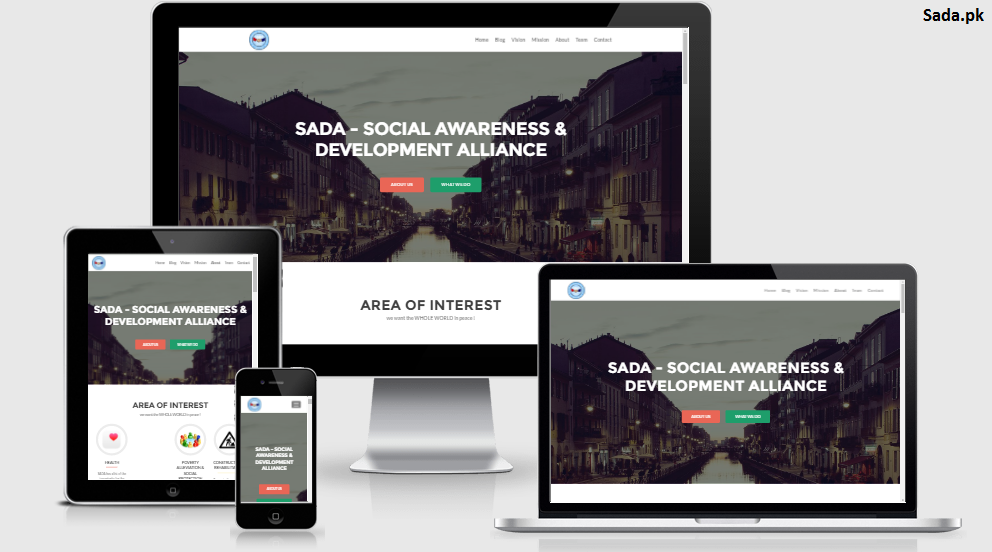 Sada.pk
Home Blog Vision Mission About Team Contact
SADA - SOCIAL AWARENESS &
DEVELOPMENT ALLIANCE
ABOUT US WHAT WE DO
AREA OF INTEREST
we want the WHOLE WORLD in peace !
Home Blog Vision Mission About Team Contact
SADA - SOCIAL AWARENESS &
DEVELOPMENT ALLIANCE
ABOUT US WHAT WE DO
AREA OF INTEREST
we want the WHOLE WORLD in peace !
HEALTH
POVERTY
ALLEVIATION &
SOCIAL
SADA - SOCIAL
AWARENESS &
DEVELOPMENT
ALLIANCE
ABOUT US
Home Blog Vision Mission About Team Contact
SADA - SOCIAL AWARENESS &
DEVELOPMENT ALLIANCE
ABOUT US WHAT WE DO